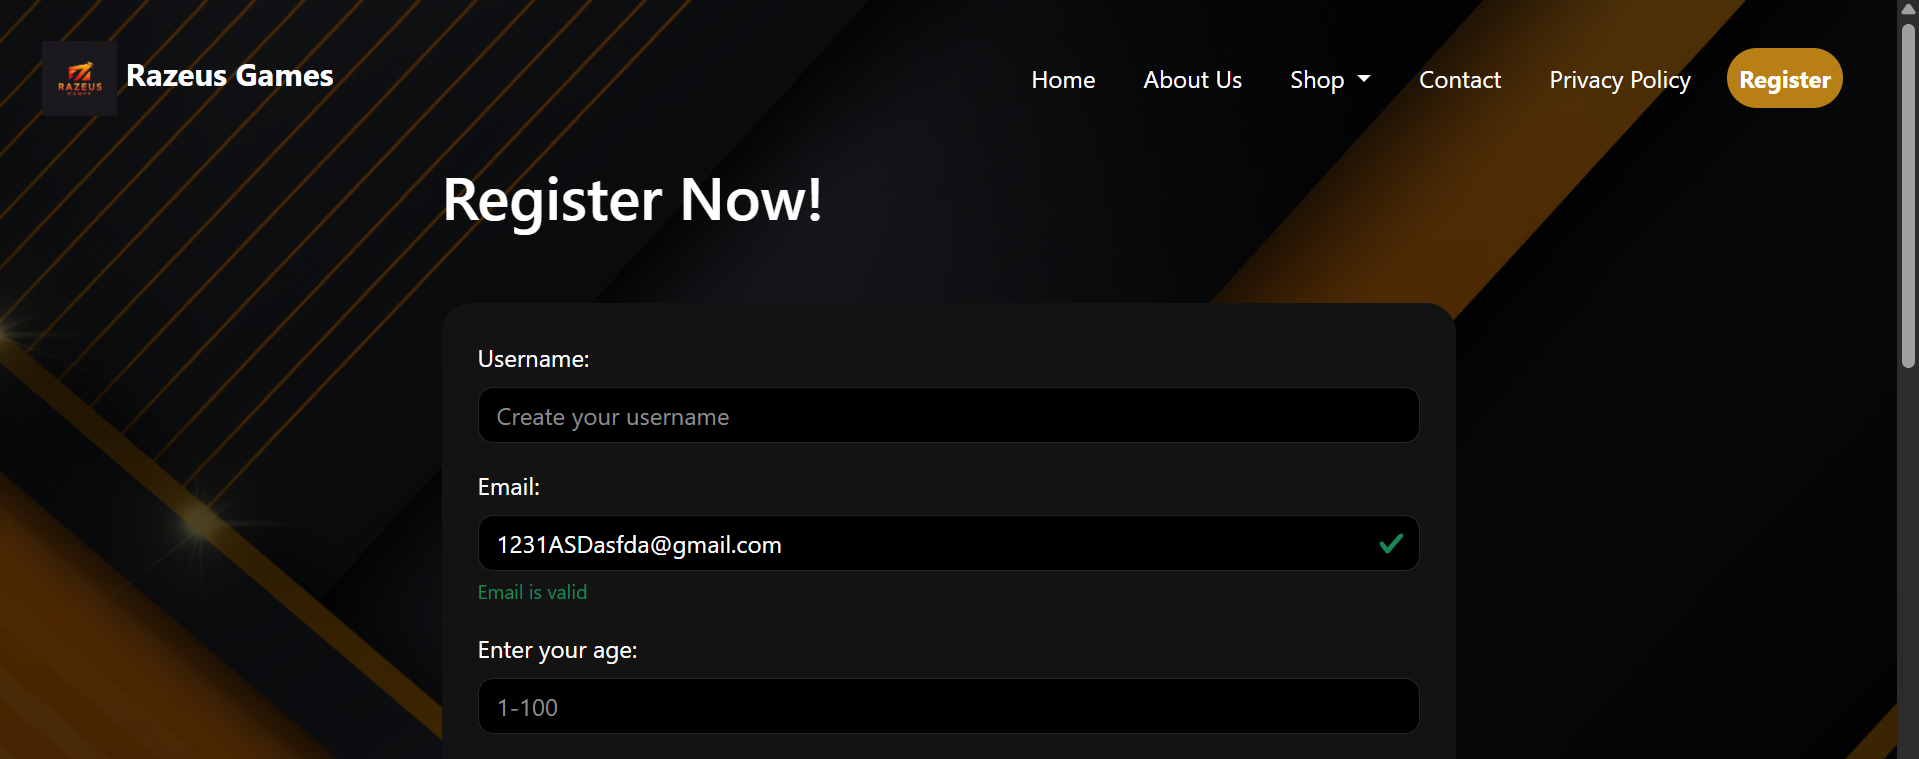 RAZEUS
GAMES
Razeus Games
Home
About Us
Shop
Contact
Privacy Policy
Register
Register Now!
Username:
Create your username
Email:
1231ASDasfda@gmail.com
Email is valid
Enter your age:
1-100